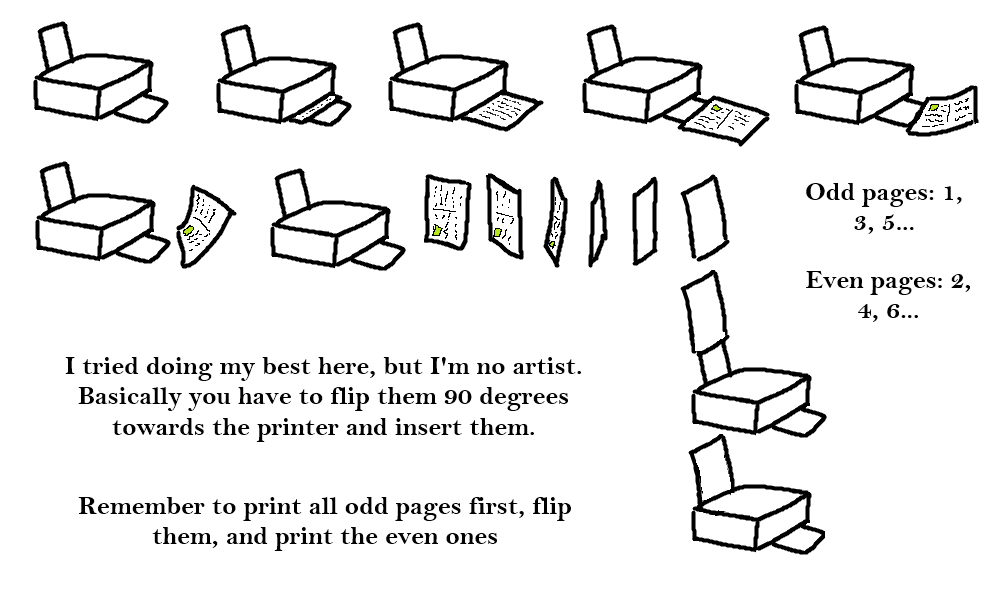 Odd pages: 1,
3, 5...
Even pages: 2,
4, 6...
I tried doing my best here, but I'm no artist.
Basically you have to flip them 90 degrees
towards the printer and insert them.
Remember to print all odd pages first, flip
them, and print the even ones